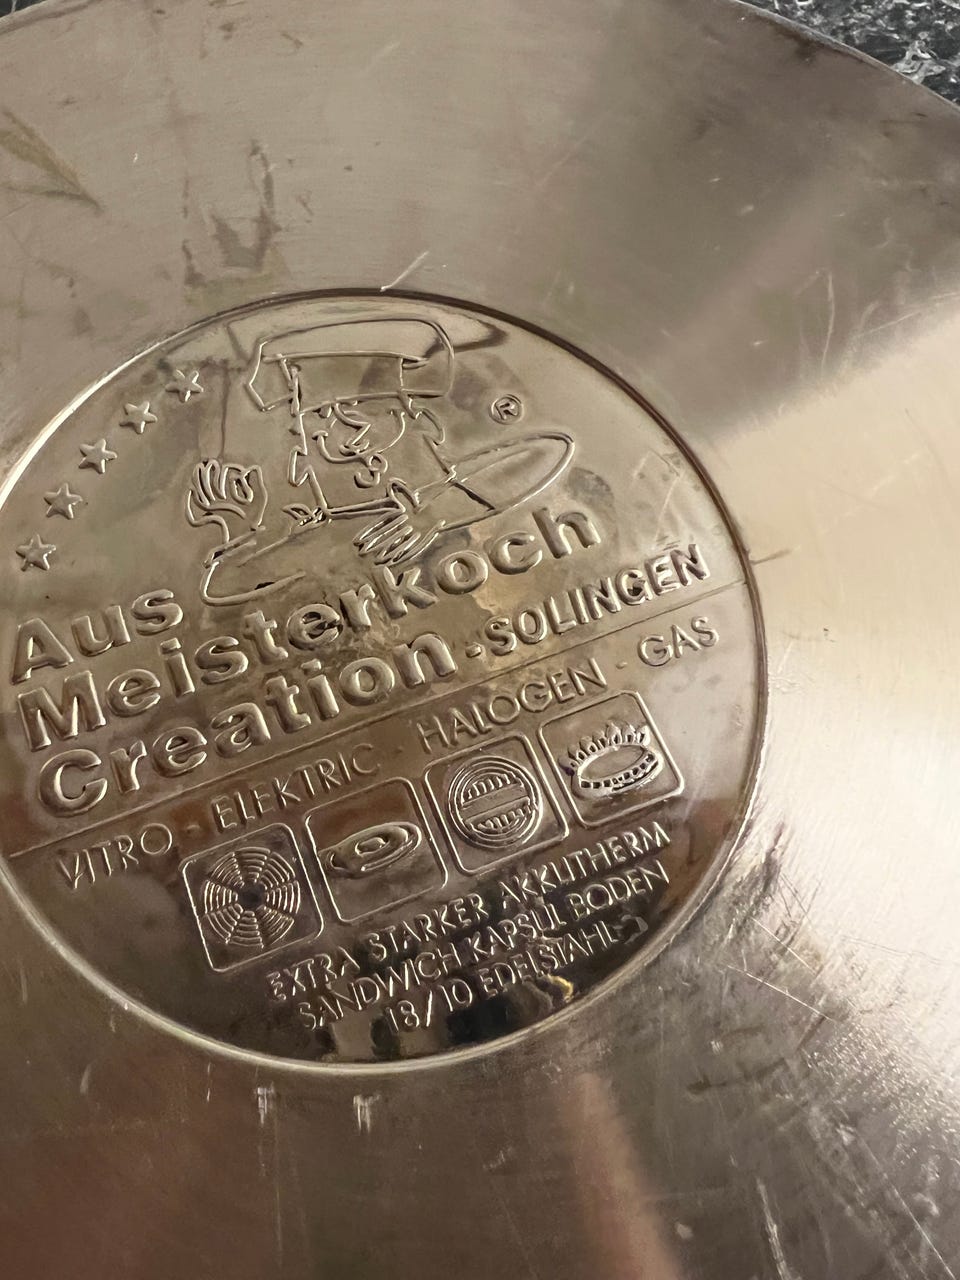 ®
Aus
Meisterkoch
Creation - SOLINGEN
VITRO - ELEKTRIC - HALOGEN - GAS
EXTRA STARKER AKKUTHERM
SANDWICH KAPSUL BODEN
18/10 EDELSTAHL